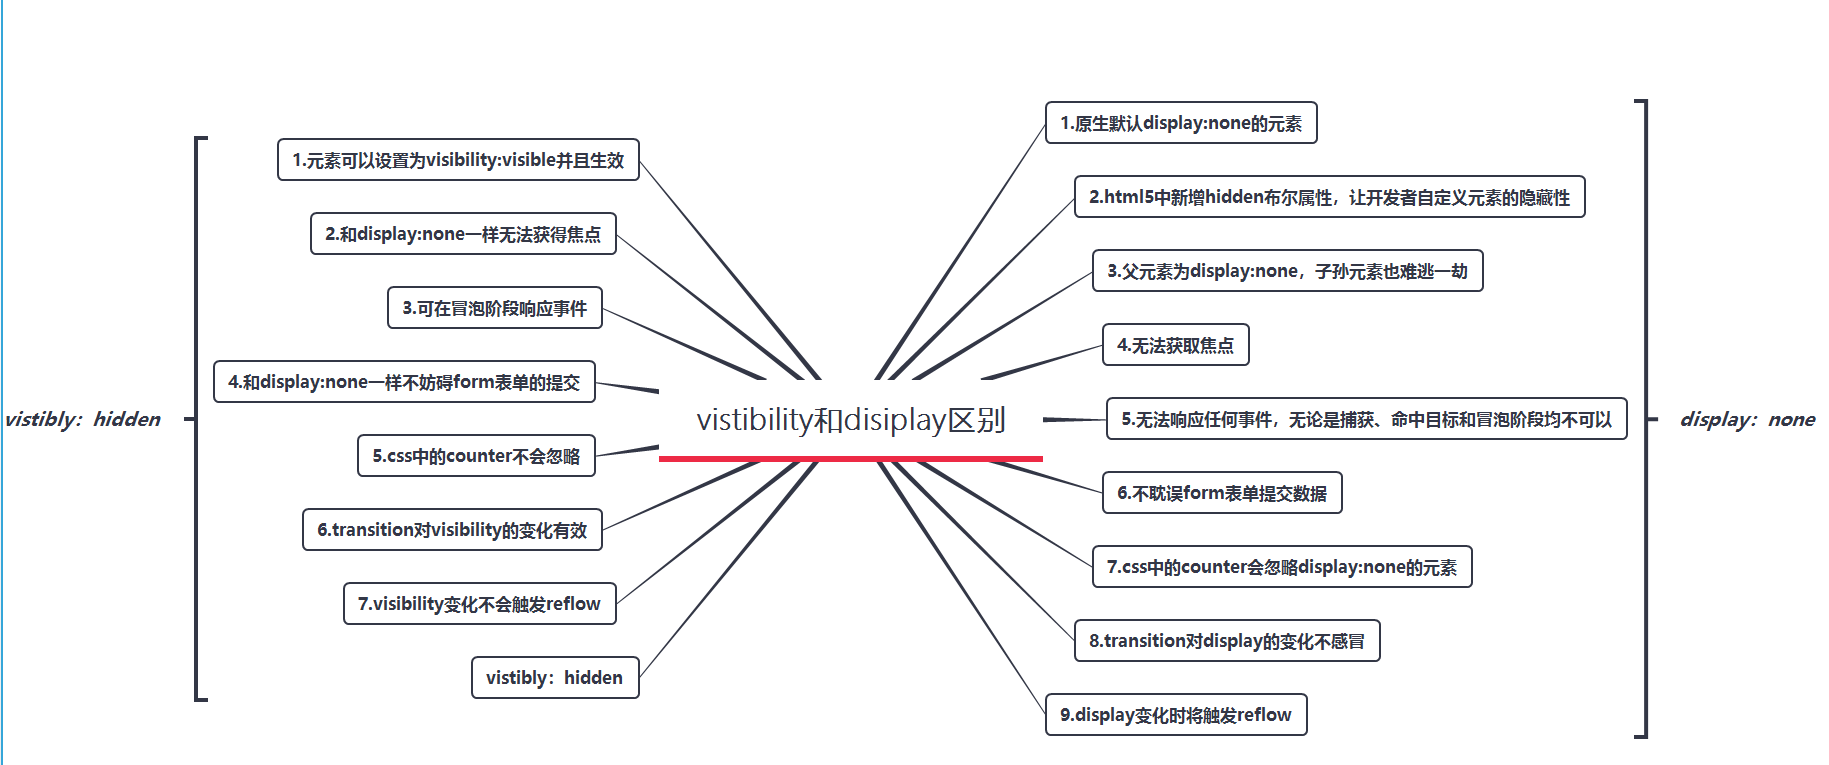 vistibility和disiplay区别
vistibly：hidden
1.元素可以设置为visibility:visible并且生效
2.和display:none一样无法获得焦点
3.可在冒泡阶段响应事件
4.和display:none一样不妨碍form表单的提交
5.css中的counter不会忽略
6.transition对visibility的变化有效
7.visibility变化不会触发reflow
vistibly：hidden
1.原生默认display:none的元素
2.html5中新增hidden布尔属性，让开发者自定义元素的隐藏性
3.父元素为display:none，子孙元素也难逃一劫
4.无法获取焦点
5.无法响应任何事件，无论是捕获、命中目标和冒泡阶段均不可以
6.不耽误form表单提交数据
7.css中的counter会忽略display:none的元素
8.transition对display的变化不感冒
9.display变化时将触发reflow
display：none